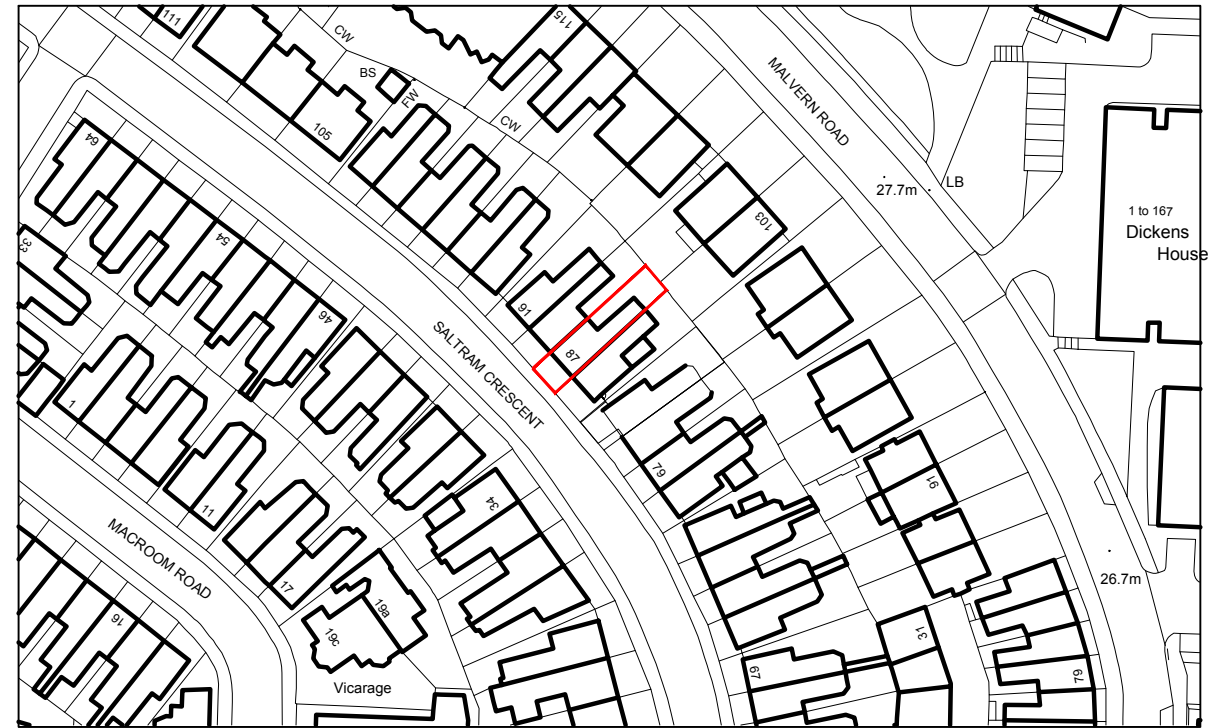 111
CW
BS
FW
CW
115
105
MALVERN ROAD
27.7m
LB
1 to 167
Dickens
House
64
54
46
33
103
91
87
SALTRAM CRESCENT
1
11
17
79
34
91
MACROOM ROAD
16
19a
19c
Vicarage
26.7m
31
67
79